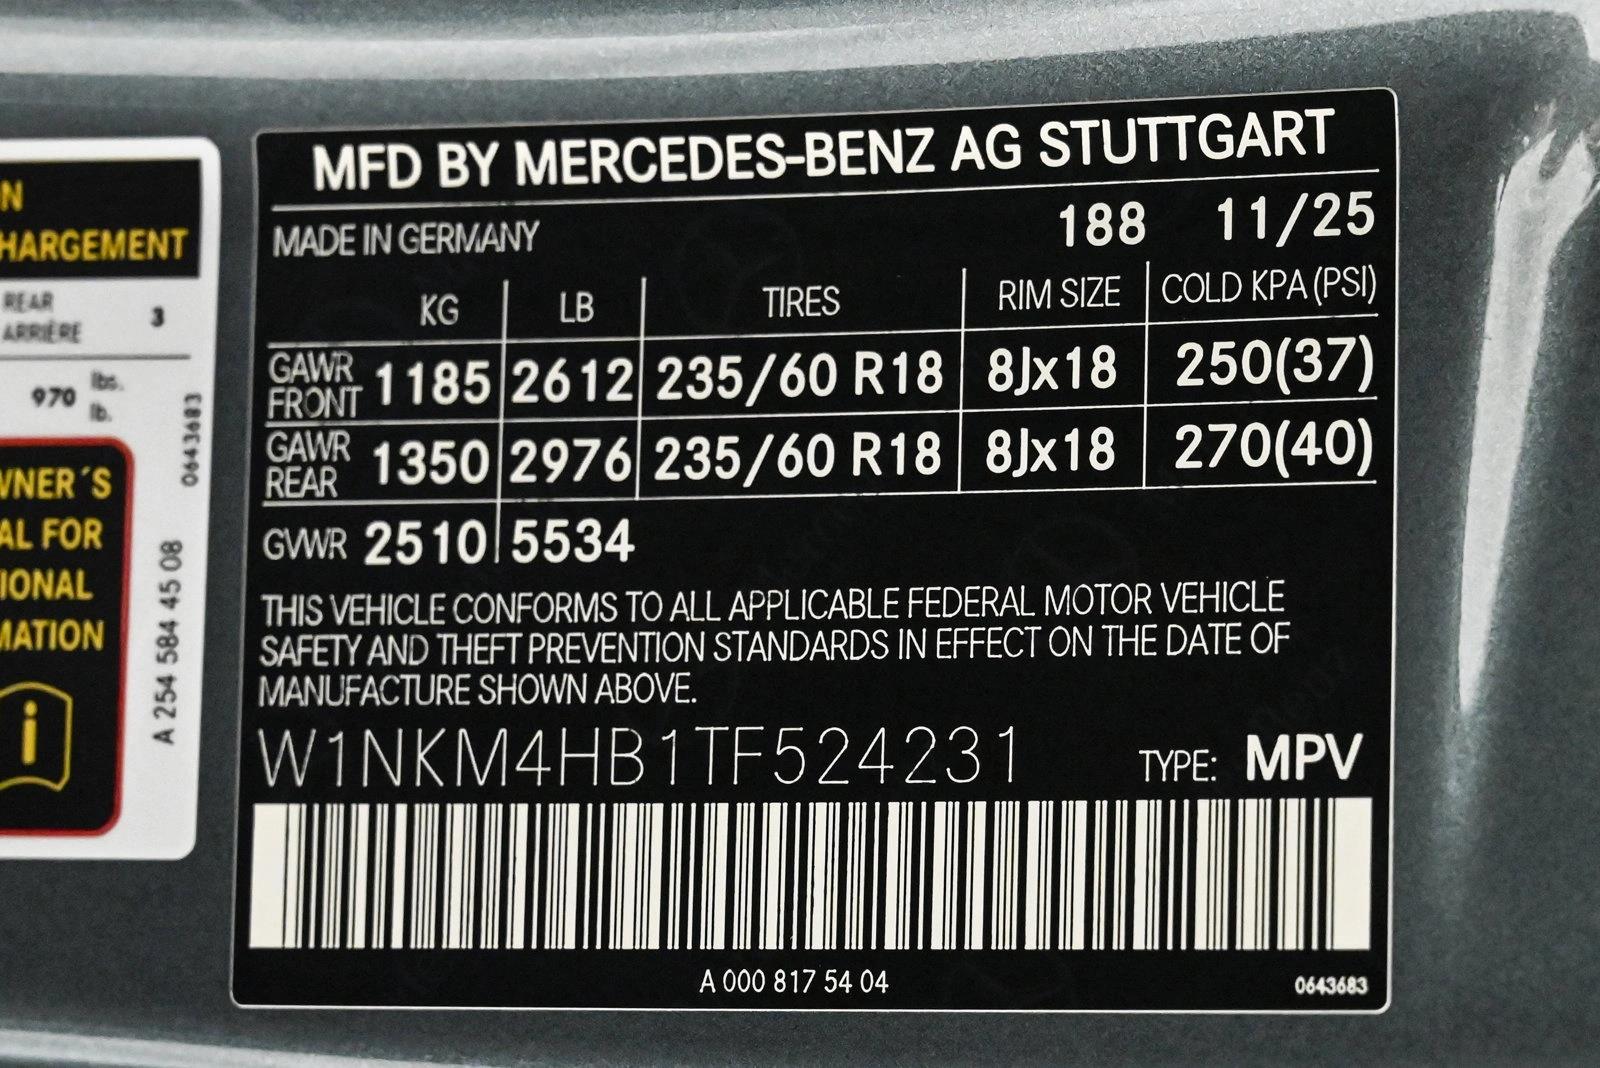 MFD BY MERCEDES-BENZ AG STUTTGART
MADE IN GERMANY 188 11/25
KG LB TIRES RIM SIZE COLD KPA (PSI)
GAWR FRONT 1185 2612 235/60 R18 8Jx18 250(37)
GAWR REAR 1350 2976 235/60 R18 8Jx18 270(40)
GVWR 2510 5534
THIS VEHICLE CONFORMS TO ALL APPLICABLE FEDERAL MOTOR VEHICLE
SAFETY AND THEFT PREVENTION STANDARDS IN EFFECT ON THE DATE OF
MANUFACTURE SHOWN ABOVE.
W1NKM4HB1TF524231 TYPE: MPV
A 000 817 54 04 0643683
N
HARGEMENT
REAR
ARRIÈRE 3
970 lbs.
lb.
WNER´S
AL FOR
IONAL
MATION
i
0643683
A 254 584 45 08